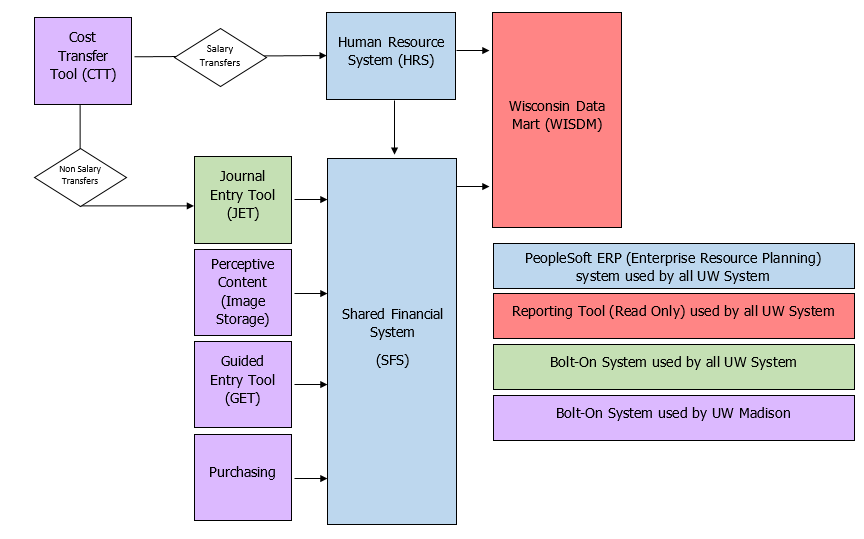 Cost
Transfer
Tool (CTT)
Salary
Transfers
Human Resource
System (HRS)
Wisconsin Data
Mart (WISDM)
Non Salary
Transfers
Journal
Entry Tool
(JET)
Perceptive
Content
(Image
Storage)
Guided
Entry Tool
(GET)
Purchasing
Shared Financial
System
(SFS)
PeopleSoft ERP (Enterprise Resource Planning)
system used by all UW System
Reporting Tool (Read Only) used by all UW System
Bolt-On System used by all UW System
Bolt-On System used by UW Madison